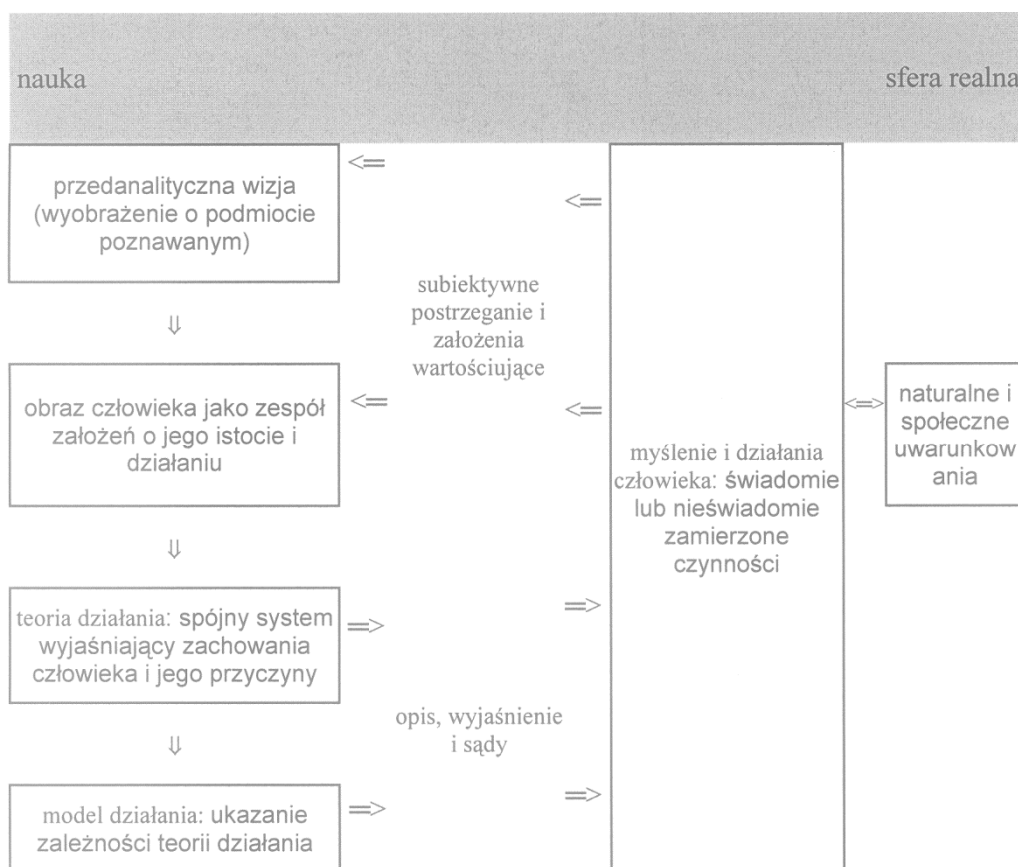 nauka
sfera realna
przedanalityczna wizja
(wyobrażenie o podmiocie
poznawanym)
subiektywne
postrzeganie i
założenia
wartościujące
obraz człowieka jako zespół
założeń o jego istocie i
działaniu
myślenie i działania
człowieka: świadomie
lub nieświadomie
zamierzone
czynności
naturalne i
społeczne
uwarunkow
ania
teoria działania: spójny system
wyjaśniający zachowania
człowieka i jego przyczyny
opis, wyjaśnienie
i sądy
model działania: ukazanie
zależności teorii działania